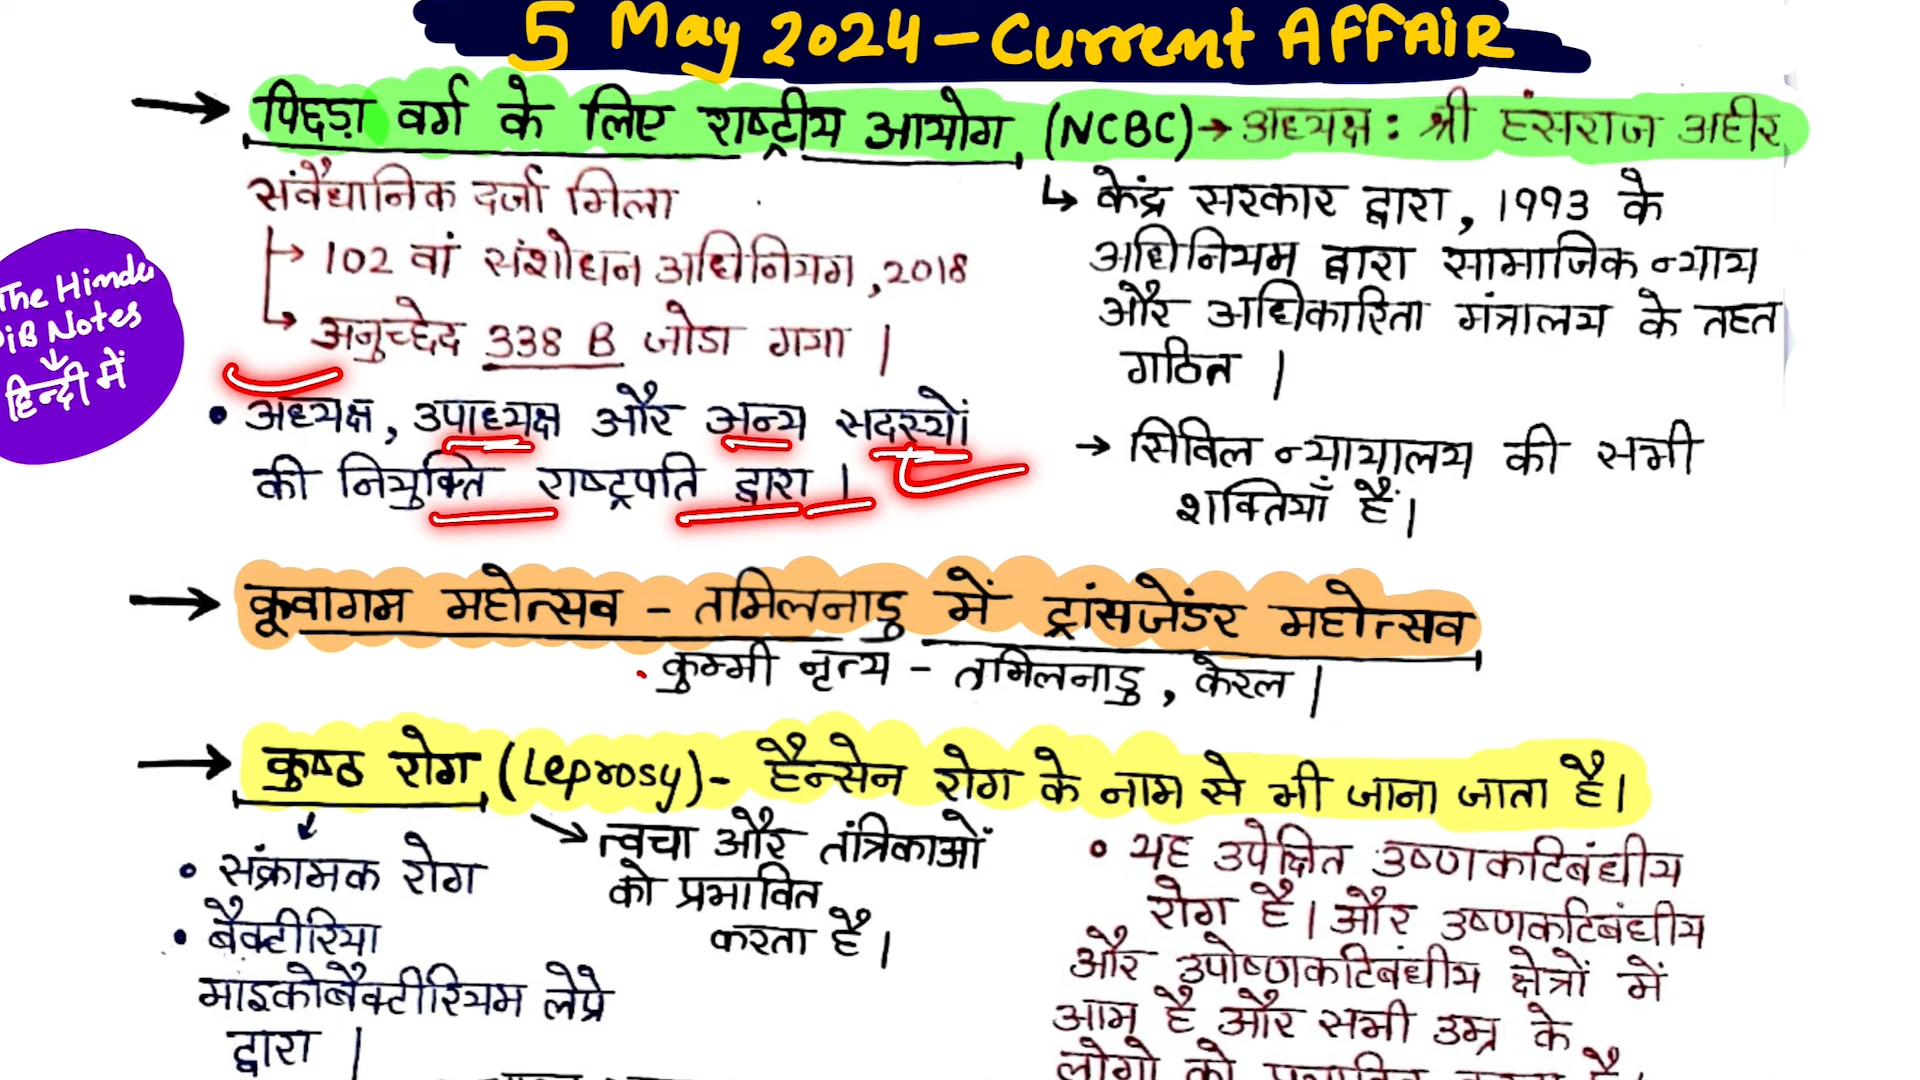 5 May 2024 – Current AFFAIR
→ पिछड़ा वर्ग के लिए राष्ट्रीय आयोग (NCBC) → अध्यक्ष : श्री हंसराज अहीर
संवैधानिक दर्जा मिला
→ 102 वां संशोधन अधिनियम, 2018
→ अनुच्छेद 338 B जोडा गया |
• अध्यक्ष, उपाध्यक्ष और अन्य सदस्यों
की नियुक्ति राष्ट्रपति द्वारा |
↳ केंद्र सरकार द्वारा, 1993 के
अधिनियम द्वारा सामाजिक न्याय
और अधिकारिता मंत्रालय के तहत
गठित |
→ सिविल न्यायालय की सभी
शक्तियाँ हैं |
The Hindu
PiB Notes
↓
हिन्दी में
→ कूवागम महोत्सव – तमिलनाडु में ट्रांसजेंडर महोत्सव
. कुम्मी नृत्य – तमिलनाडु, केरल |
→ कुष्ठ रोग (Leprosy) – हैन्सेन रोग के नाम से भी जाना जाता है |
• संक्रामक रोग
• बैक्टीरिया
माइकोबैक्टीरियम लेप्रे
द्वारा |
→ त्वचा और तंत्रिकाओं
को प्रभावित
करता है |
• यह उपेक्षित उष्णकटिबंधीय
रोग है | और उष्णकटिबंधीय
और उपोष्णकटिबंधीय क्षेत्रों में
आम है और सभी उम्र के
लोगो को